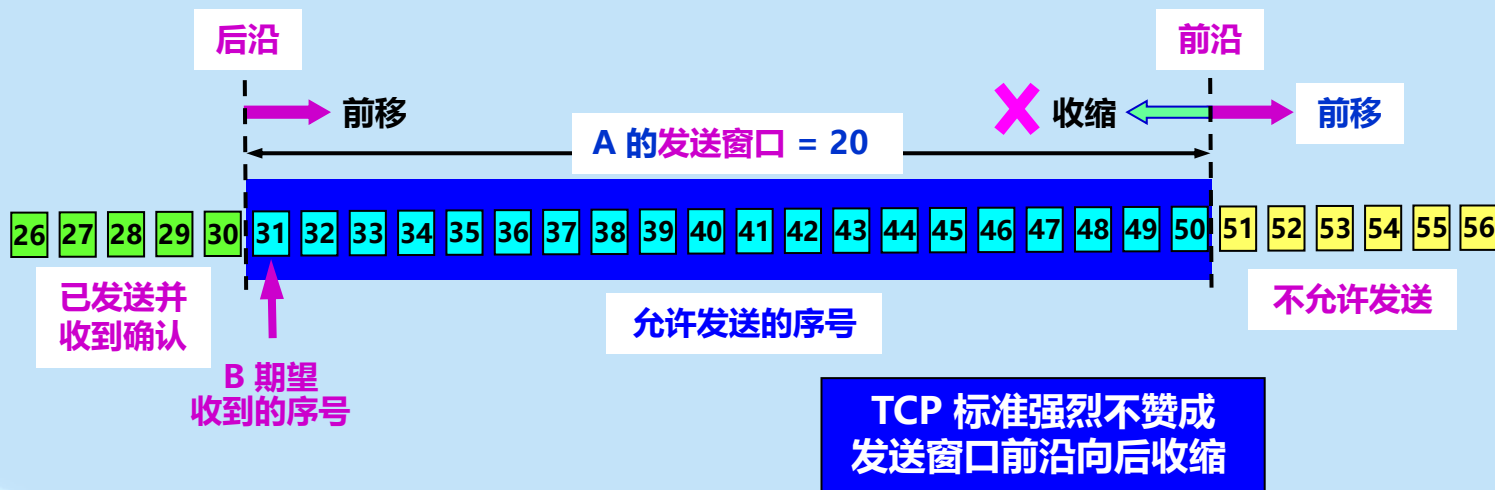 后沿
前沿
前移
收缩
前移
A 的发送窗口 = 20
26 27 28 29 30 31 32 33 34 35 36 37 38 39 40 41 42 43 44 45 46 47 48 49 50 51 52 53 54 55 56
已发送并
收到确认
允许发送的序号
不允许发送
B 期望
收到的序号
TCP 标准强烈不赞成
发送窗口前沿向后收缩